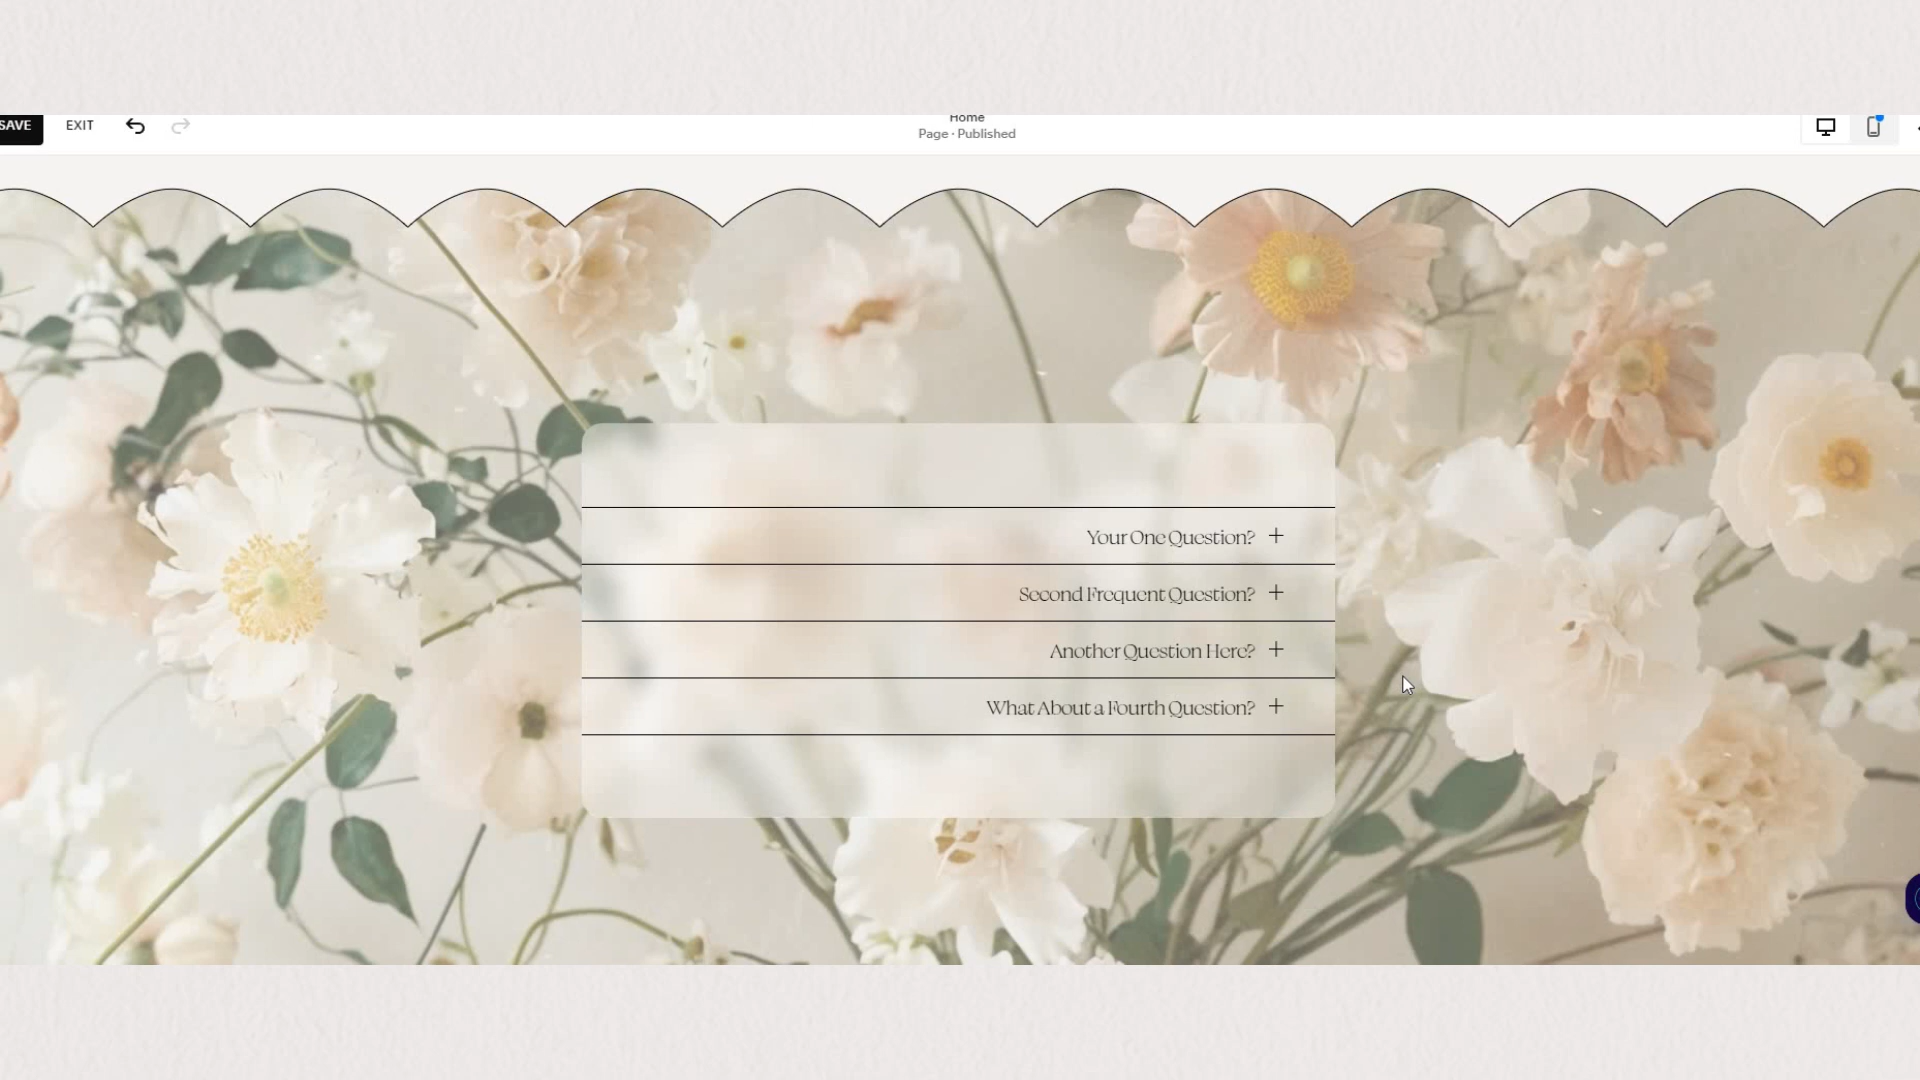 SAVE
EXIT
Home
Page · Published
Your One Question?
Second Frequent Question?
Another Question Here?
What About a Fourth Question?